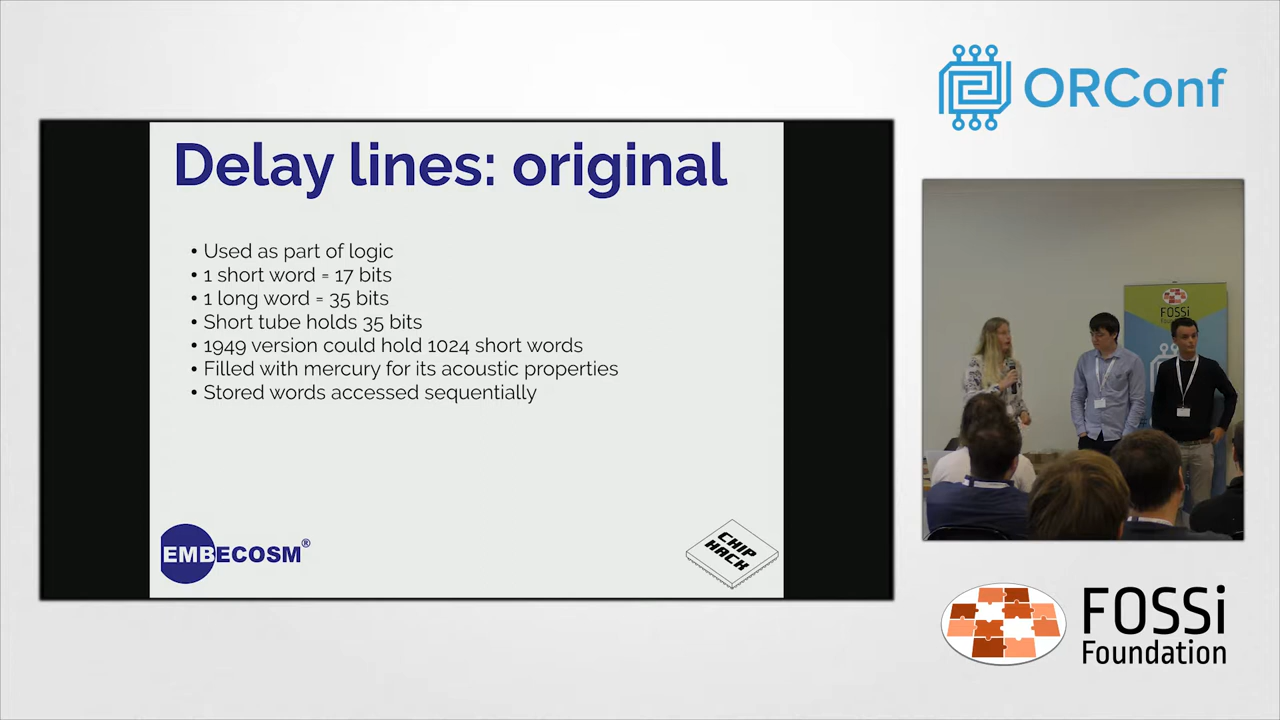 Delay lines: original
• Used as part of logic
• 1 short word = 17 bits
• 1 long word = 35 bits
• Short tube holds 35 bits
• 1949 version could hold 1024 short words
• Filled with mercury for its acoustic properties
• Stored words accessed sequentially
EMBECOSM®
CHIP
HACK
ORConf
FOSSi
FOSSi
Foundation